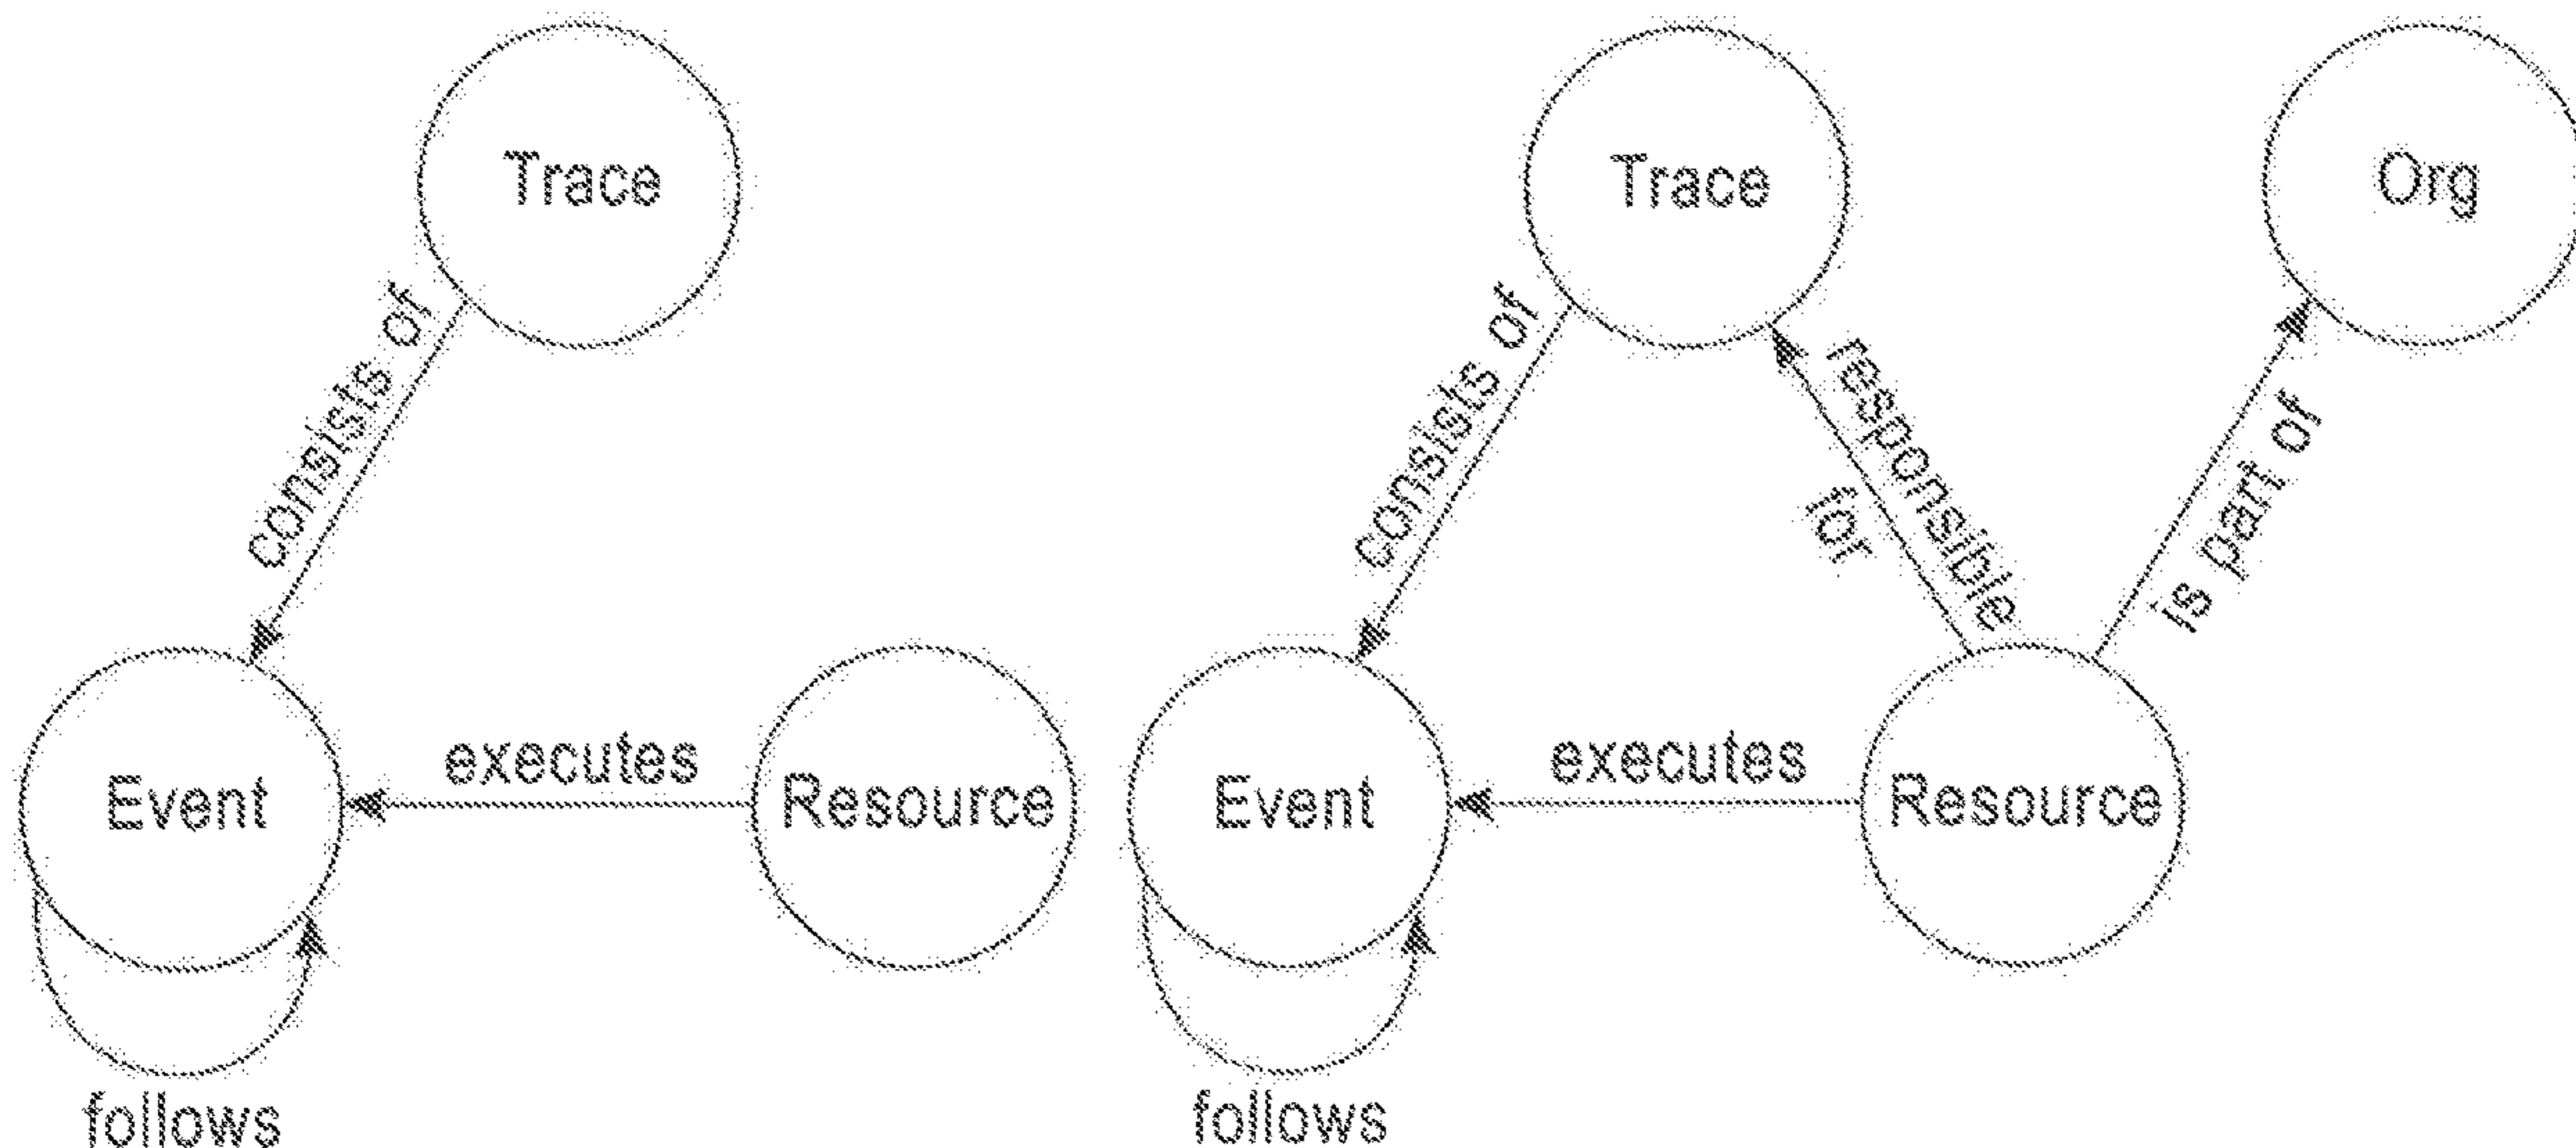 Trace
consists of
Event
executes
Resource
follows
Trace
Org
consists of
responsible
for
is part of
Event
executes
Resource
follows